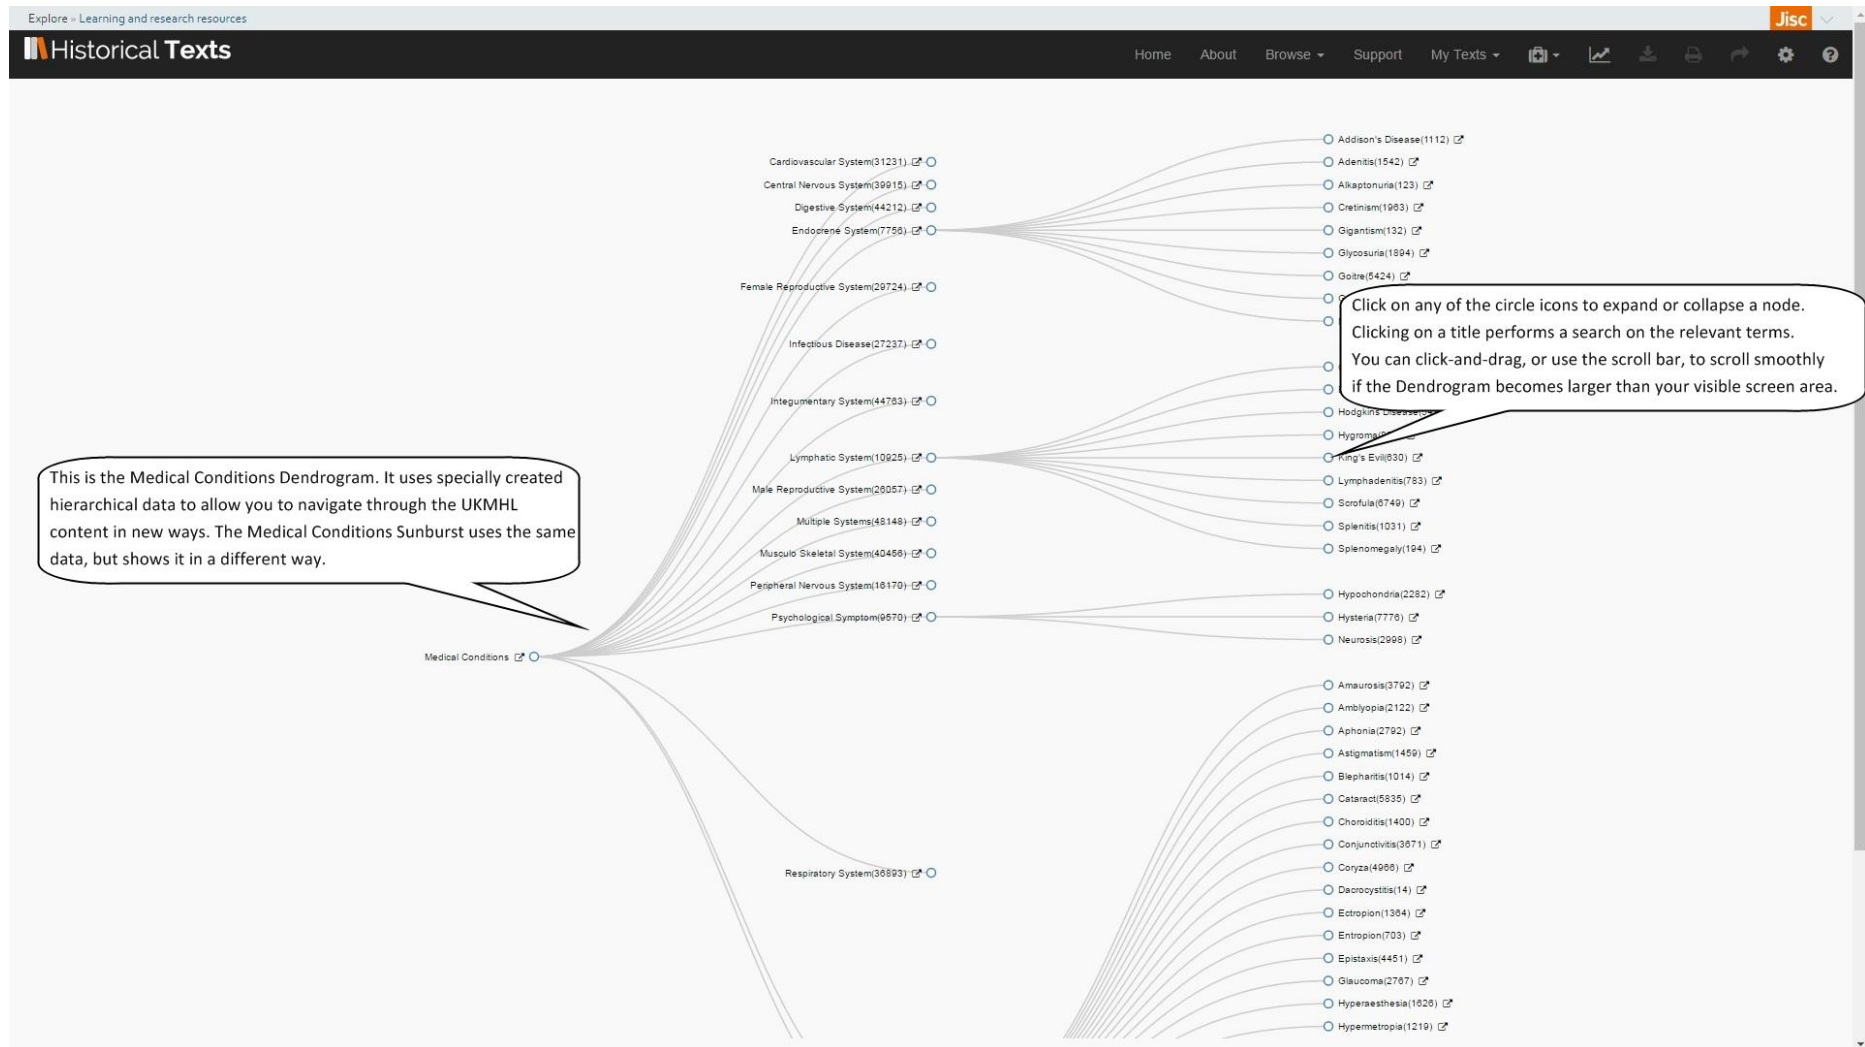 Explore » Learning and research resources
Jisc
Historical Texts
Home About Browse Support My Texts
Cardiovascular System(31231)
Central Nervous System(39915)
Digestive System(44212)
Endocrene System(7756)
Female Reproductive System(29724)
Infectious Disease(27237)
Integumentary System(44763)
Lymphatic System(10925)
Male Reproductive System(26057)
Multiple Systems(48148)
Musculo Skeletal System(40456)
Peripheral Nervous System(16170)
Psychological Symptom(9570)
Respiratory System(36893)
Medical Conditions
This is the Medical Conditions Dendrogram. It uses specially created
hierarchical data to allow you to navigate through the UKMHL
content in new ways. The Medical Conditions Sunburst uses the same
data, but shows it in a different way.
Addison's Disease(1112)
Adenitis(1542)
Alkaptonuria(123)
Cretinism(1963)
Gigantism(132)
Glycosuria(1894)
Goitre(5424)
Click on any of the circle icons to expand or collapse a node.
Clicking on a title performs a search on the relevant terms.
You can click-and-drag, or use the scroll bar, to scroll smoothly
if the Dendrogram becomes larger than your visible screen area.
Hodgkins Disease
Hygroma
King's Evil(630)
Lymphadenitis(783)
Scrofula(6749)
Splenitis(1031)
Splenomegaly(194)
Hypochondria(2282)
Hysteria(7776)
Neurosis(2998)
Amaurosis(3792)
Amblyopia(2122)
Aphonia(2792)
Astigmatism(1459)
Blepharitis(1014)
Cataract(5835)
Choroiditis(1400)
Conjunctivitis(3671)
Coryza(4966)
Dacrocystitis(14)
Ectropion(1364)
Entropion(703)
Epistaxis(4451)
Glaucoma(2767)
Hyperaesthesia(1626)
Hypermetropia(1219)